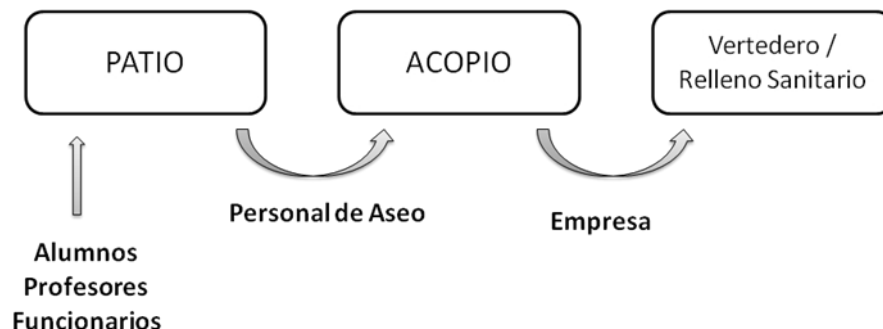 PATIO
ACOPIO
Vertedero /
Relleno Sanitario
Personal de Aseo
Empresa
Alumnos
Profesores
Funcionarios